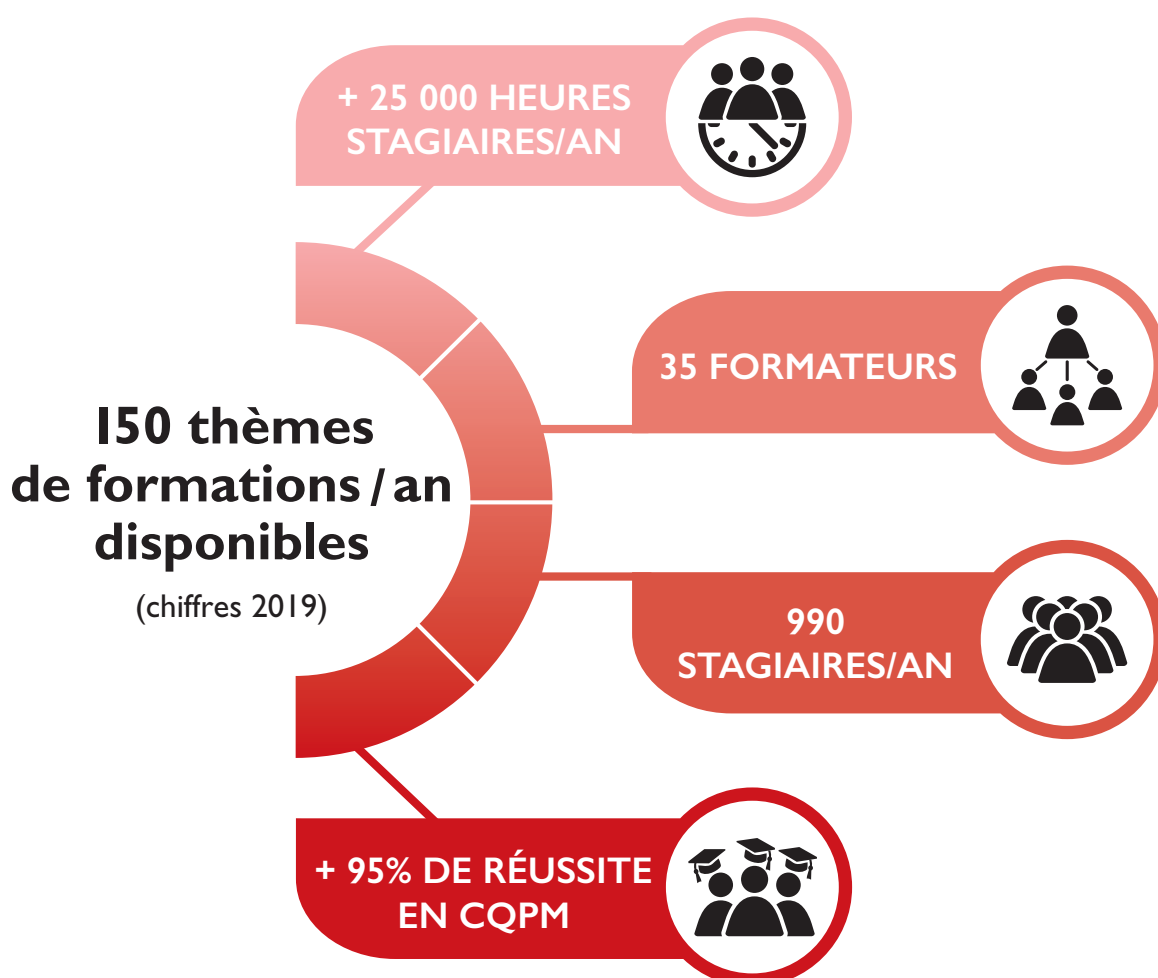 + 25 000 HEURES
STAGIAIRES/AN
35 FORMATEURS
150 thèmes
de formations / an
disponibles
(chiffres 2019)
990
STAGIAIRES/AN
+ 95% DE RÉUSSITE
EN CQPM